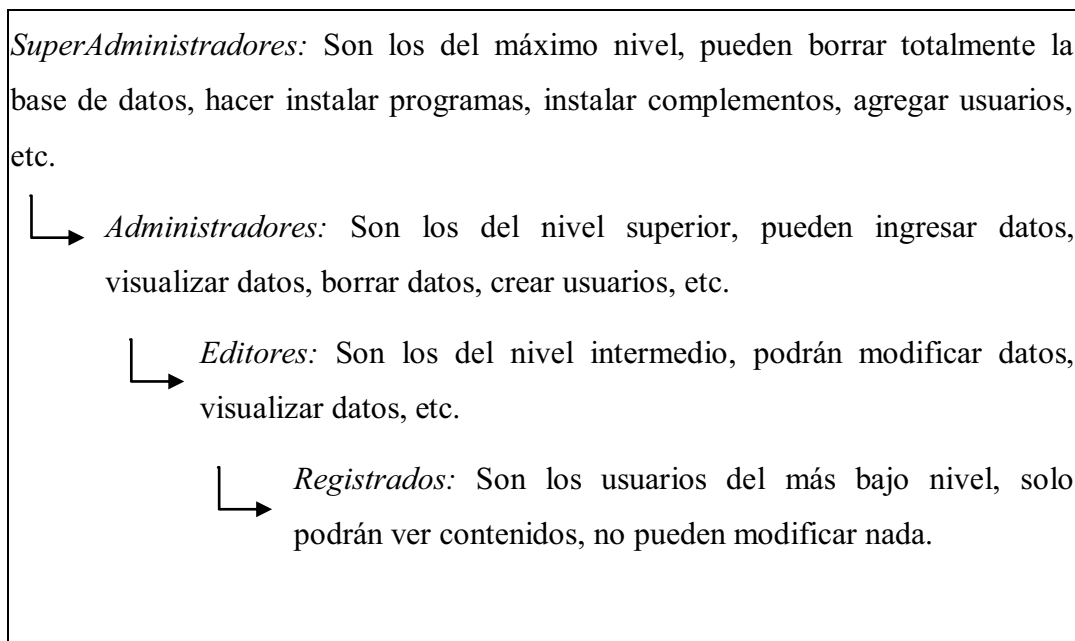 SuperAdministradores: Son los del máximo nivel, pueden borrar totalmente la
base de datos, hacer instalar programas, instalar complementos, agregar usuarios,
etc.
Administradores: Son los del nivel superior, pueden ingresar datos,
visualizar datos, borrar datos, crear usuarios, etc.
Editores: Son los del nivel intermedio, podrán modificar datos,
visualizar datos, etc.
Registrados: Son los usuarios del más bajo nivel, solo
podrán ver contenidos, no pueden modificar nada.